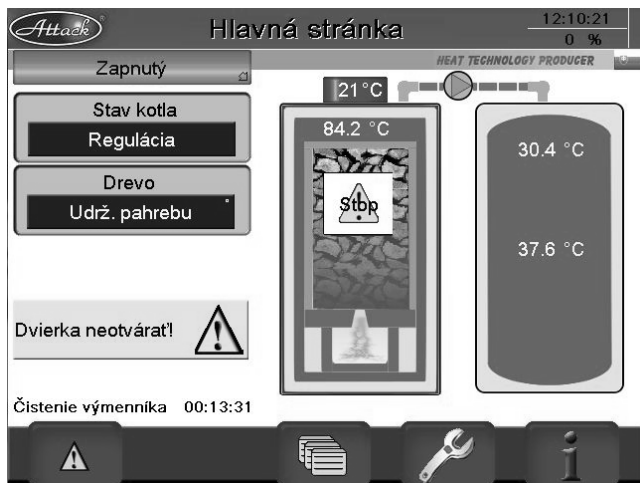 Attack
Hlavná stránka
12:10:21
0 %
HEAT TECHNOLOGY PRODUCER
Zapnutý
21°C
Stav kotla
Regulácia
84.2 °C
30.4 °C
Drevo
Udrž. pahrebu
Stop
37.6 °C
Dvierka neotvárať!
Čistenie výmenníka 00:13:31